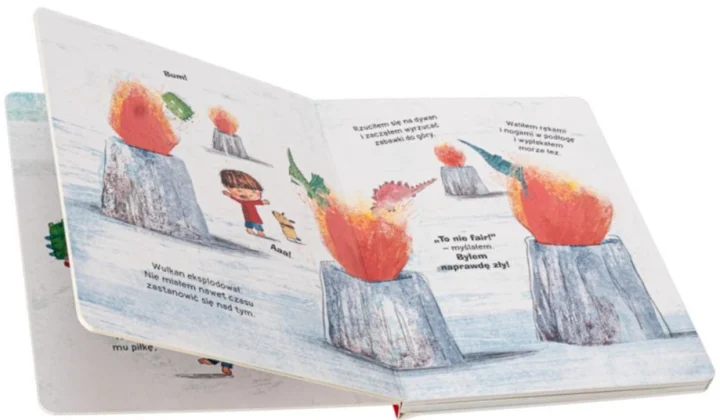 Bum!
Aaa!
Wulkan eksplodował.
Nie miałem nawet czasu
zastanowić się nad tym.
Rzuciłem się na dywan
i zacząłem wyrzucać
zabawki do góry.
Waliłem rękami
i nogami w podłogę
i wypłakałem
morze łez.
„To nie fair!”
– myślałem.
Byłem
naprawdę zły!
mu piłkę.